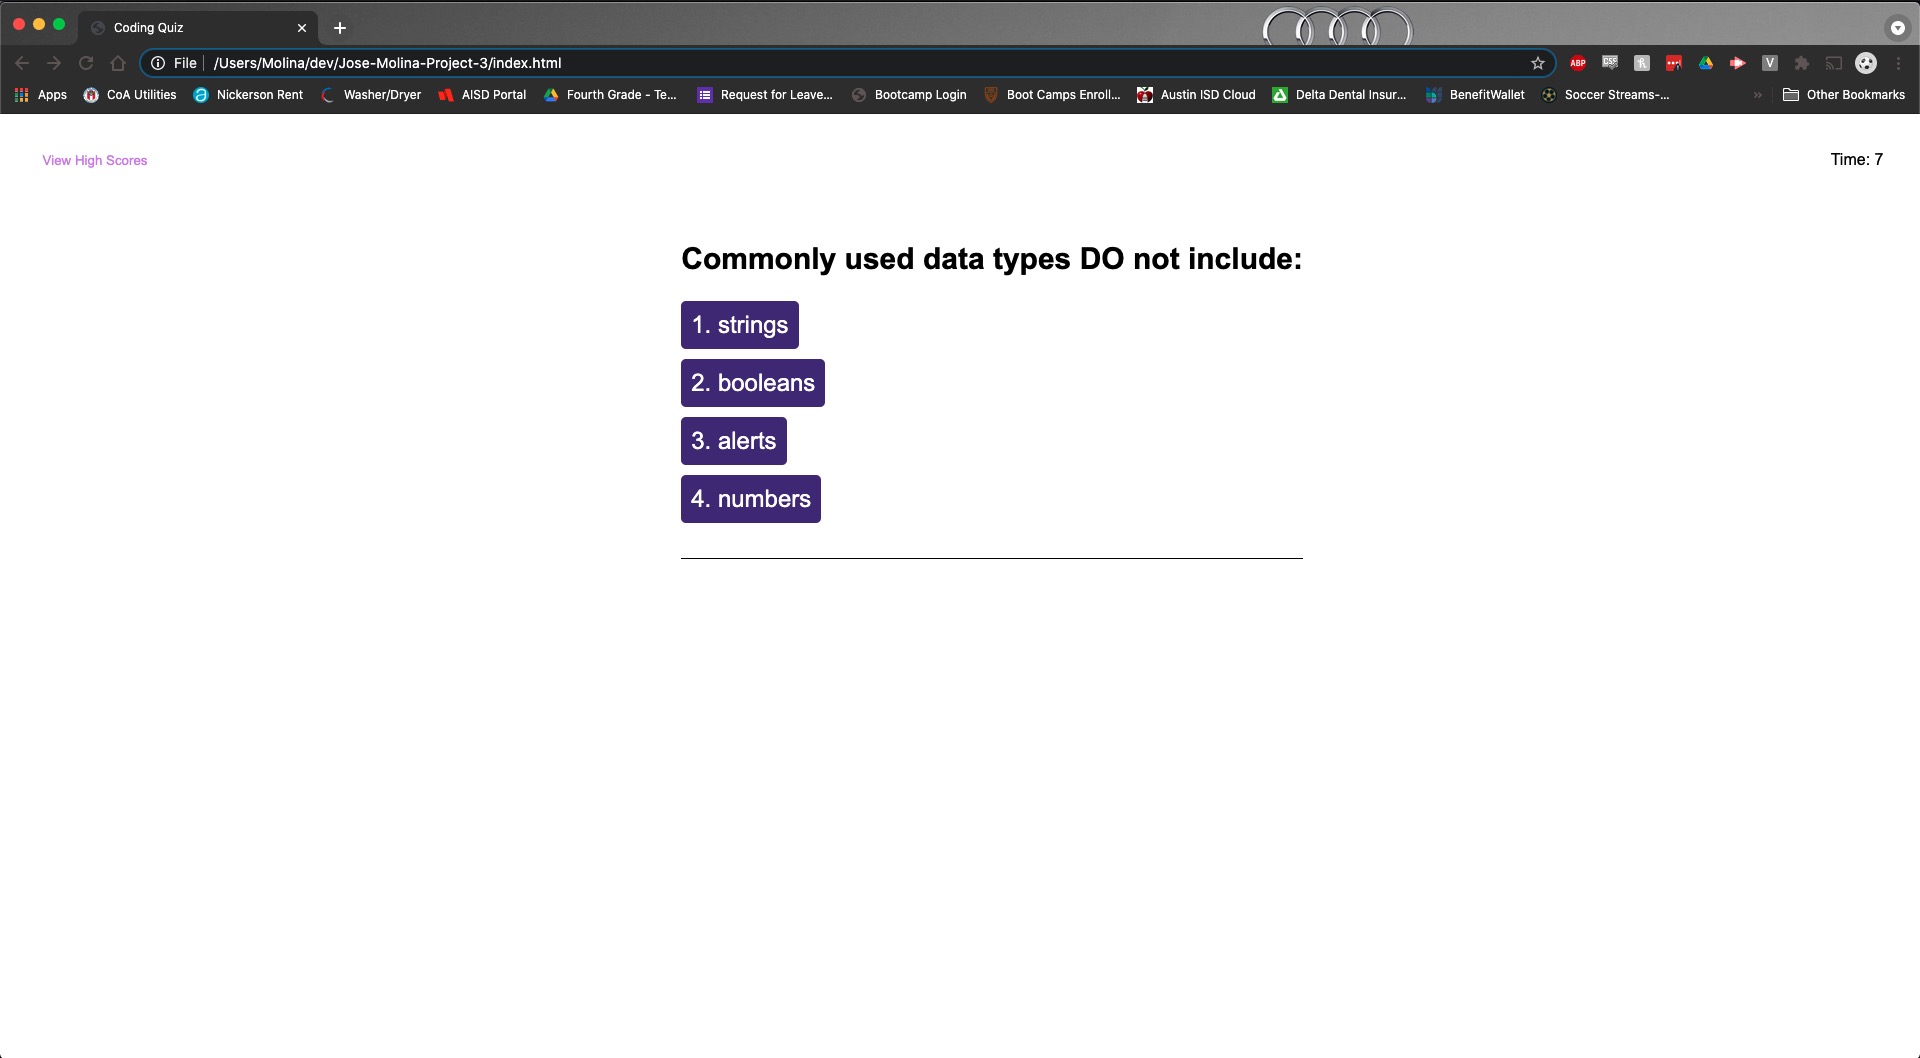 Coding Quiz
File /Users/Molina/dev/Jose-Molina-Project-3/index.html ABP CSS V
Apps CoA Utilities Nickerson Rent Washer/Dryer AISD Portal Fourth Grade - Te... Request for Leave... Bootcamp Login Boot Camps Enroll... Austin ISD Cloud Delta Dental Insur... BenefitWallet Soccer Streams-... » Other Bookmarks
View High Scores Time: 7
Commonly used data types DO not include:
1. strings
2. booleans
3. alerts
4. numbers